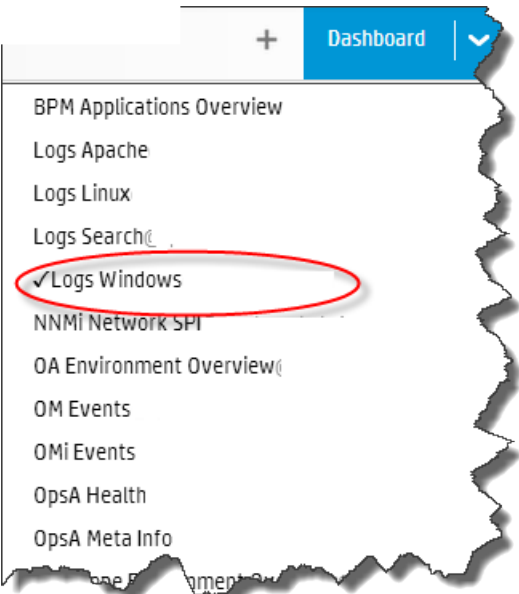 + Dashboard
BPM Applications Overview
Logs Apache
Logs Linux
Logs Search
✓Logs Windows
NNMi Network SPI
OA Environment Overview
OM Events
OMi Events
OpsA Health
OpsA Meta Info